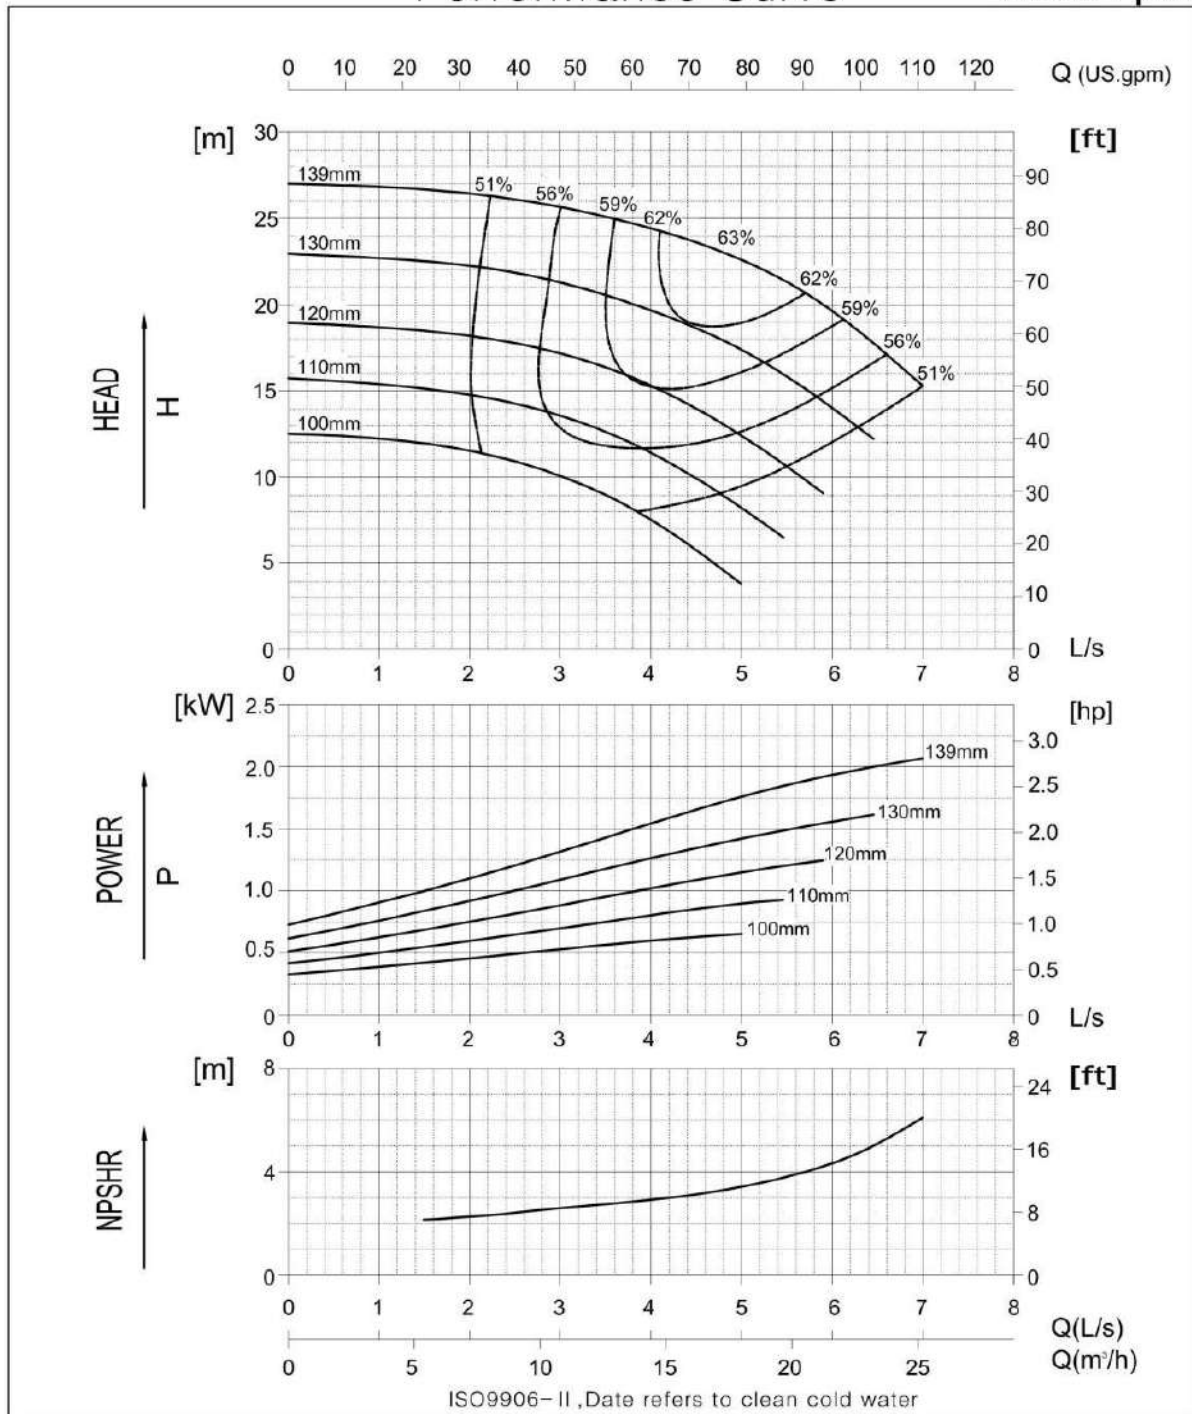 0 10 20 30 40 50 60 70 80 90 100 110 120 Q (US.gpm)
[m] 30 [ft]
139mm 51% 56% 59% 62% 63% 62% 59% 56% 51%
130mm
120mm
110mm
100mm
25
20
15
10
5
0
90
80
70
60
50
40
30
20
10
0 L/s
HEAD
H
0 1 2 3 4 5 6 7 8
[kW] 2.5 [hp]
2.0
1.5
1.0
0.5
0
3.0
2.5
2.0
1.5
1.0
0.5
0 L/s
139mm
130mm
120mm
110mm
100mm
POWER
P
0 1 2 3 4 5 6 7 8
[m] 8 [ft]
4
0
24
16
8
0
NPSHR
0 1 2 3 4 5 6 7 8
Q(L/s)
0 5 10 15 20 25 Q(m³/h)
ISO9906-II,Date refers to clean cold water